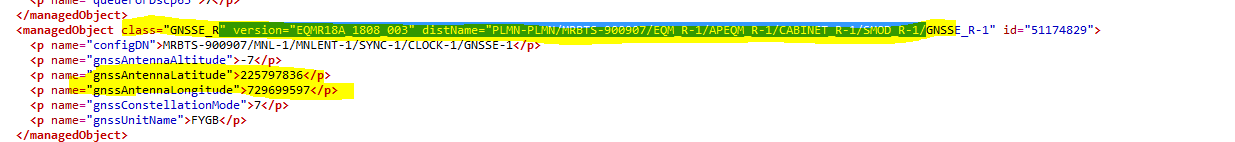 <p name="queueForDscp63">7</p>
</managedObject>
<managedObject class="GNSSE_R" version="EQMR18A_1808_003" distName="PLMN-PLMN/MRBTS-900907/EQM_R-1/APEQM_R-1/CABINET_R-1/SMOD_R-1/GNSSE_R-1" id="51174829">
<p name="configDN">MRBTS-900907/MNL-1/MNLENT-1/SYNC-1/CLOCK-1/GNSSE-1</p>
<p name="gnssAntennaAltitude">-7</p>
<p name="gnssAntennaLatitude">225797836</p>
<p name="gnssAntennaLongitude">729699597</p>
<p name="gnssConstellationMode">7</p>
<p name="gnssUnitName">FYGB</p>
</managedObject>